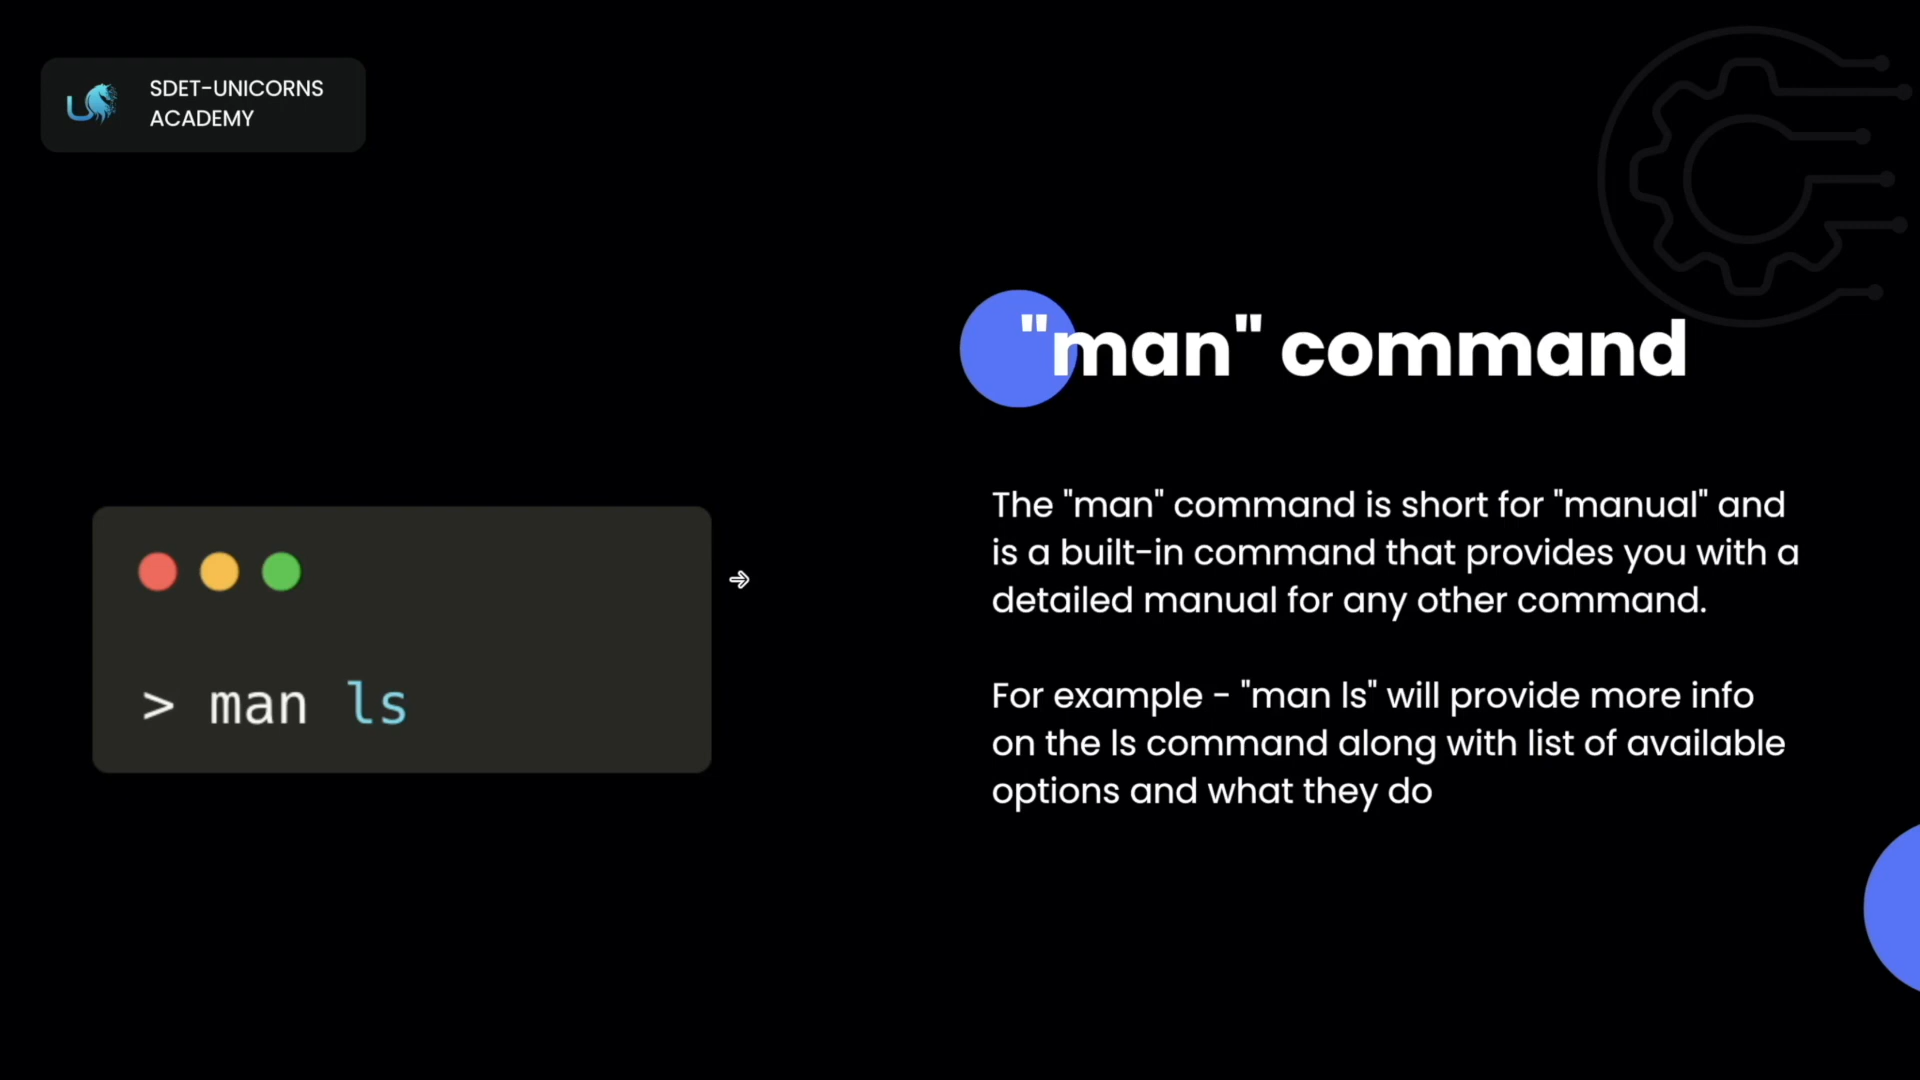 SDET-UNICORNS
ACADEMY
"man" command
The "man" command is short for "manual" and
is a built-in command that provides you with a
detailed manual for any other command.
For example - "man ls" will provide more info
on the ls command along with list of available
options and what they do
> man ls